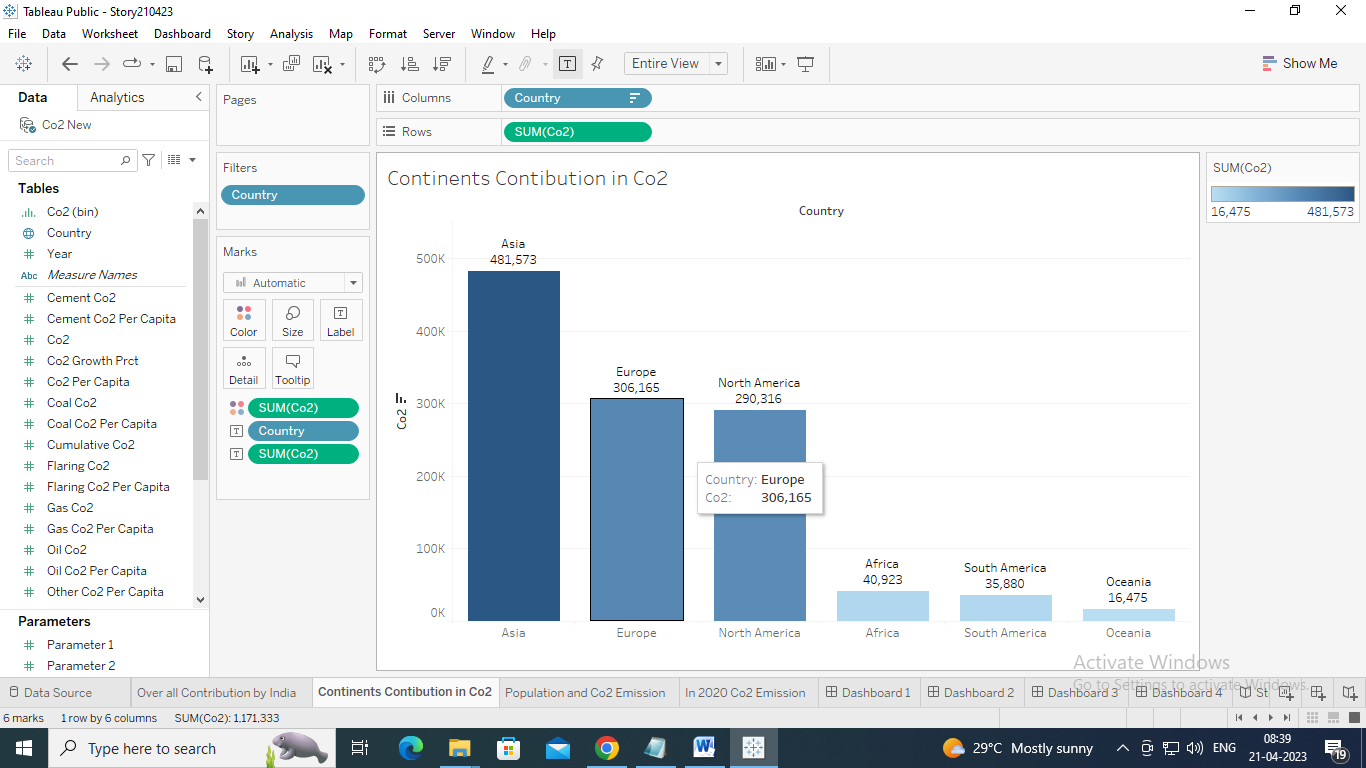 Tableau Public - Story210423
File Data Worksheet Dashboard Story Analysis Map Format Server Window Help
Entire View
Show Me
Data Analytics
Co2 New
Search
Tables
Co2 (bin)
Country
Year
Abc Measure Names
Cement Co2
Cement Co2 Per Capita
Co2
Co2 Growth Prct
Co2 Per Capita
Coal Co2
Coal Co2 Per Capita
Cumulative Co2
Flaring Co2
Flaring Co2 Per Capita
Gas Co2
Gas Co2 Per Capita
Oil Co2
Oil Co2 Per Capita
Other Co2 Per Capita
Parameters
Parameter 1
Parameter 2
Pages
Filters
Country
Marks
Automatic
Color Size Label
Detail Tooltip
SUM(Co2)
Country
SUM(Co2)
Columns Country
Rows SUM(Co2)
Continents Contibution in Co2
Country
500K
400K
300K
200K
100K
0K
Co2
Asia
481,573
Europe
306,165
North America
290,316
Africa
40,923
South America
35,880
Oceania
16,475
Country: Europe
Co2: 306,165
Asia Europe North America Africa South America Oceania
SUM(Co2)
16,475 481,573
Activate Windows
Go to Settings to activate Windows.
Data Source Over all Contribution by India Continents Contibution in Co2 Population and Co2 Emission In 2020 Co2 Emission Dashboard 1 Dashboard 2 Dashboard 3 Dashboard 4 St
6 marks 1 row by 6 columns SUM(Co2): 1,171,333
Type here to search
29°C Mostly sunny
ENG
08:39
21-04-2023
19